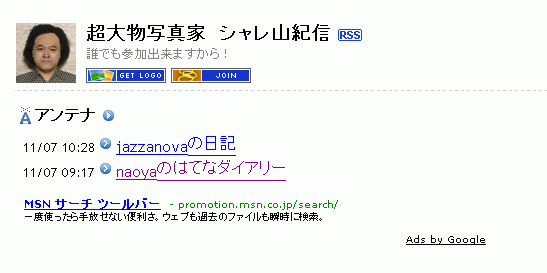 超大物写真家 シャレ山紀信 RSS
誰でも参加出来ますから！
GET LOGO JOIN
アンテナ
11/07 10:28 jazzanovaの日記
11/07 09:17 naoyaのはてなダイアリー
MSN サーチ ツールバー - promotion.msn.co.jp/search/
一度使ったら手放せない便利さ。ウェブも過去のファイルも瞬時に検索。
Ads by Google